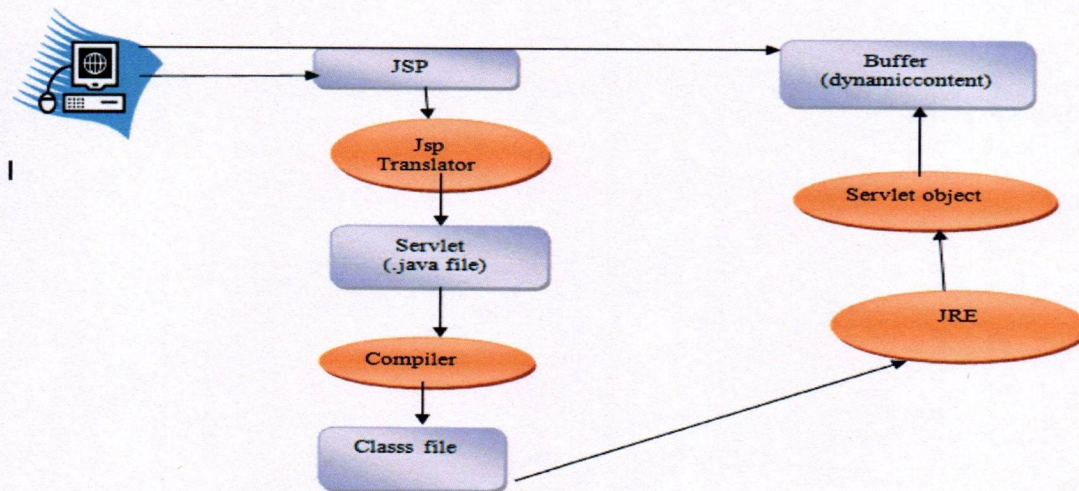 JSP
Buffer
(dynamiccontent)
Jsp
Translator
Servlet
(.java file)
Compiler
Classs file
JRE
Servlet object